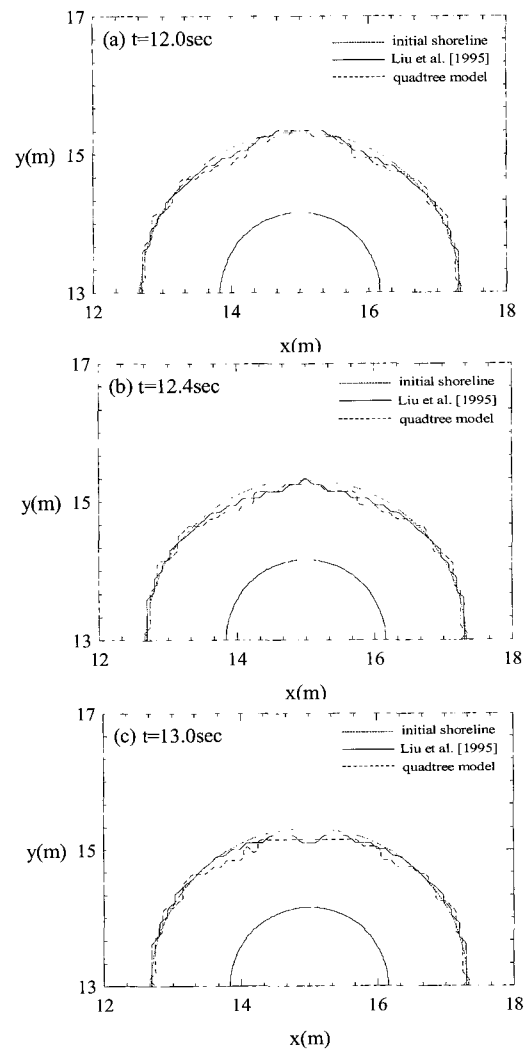 17
(a) t=12.0sec
initial shoreline
Liu et al. [1995]
quadtree model
15
y(m)
13
12 14 16 18
x(m)
17
(b) t=12.4sec
initial shoreline
Liu et al. [1995]
quadtree model
15
y(m)
13
12 14 16 18
x(m)
17
(c) t=13.0sec
initial shoreline
Liu et al. [1995]
quadtree model
15
y(m)
13
12 14 16 18
x(m)